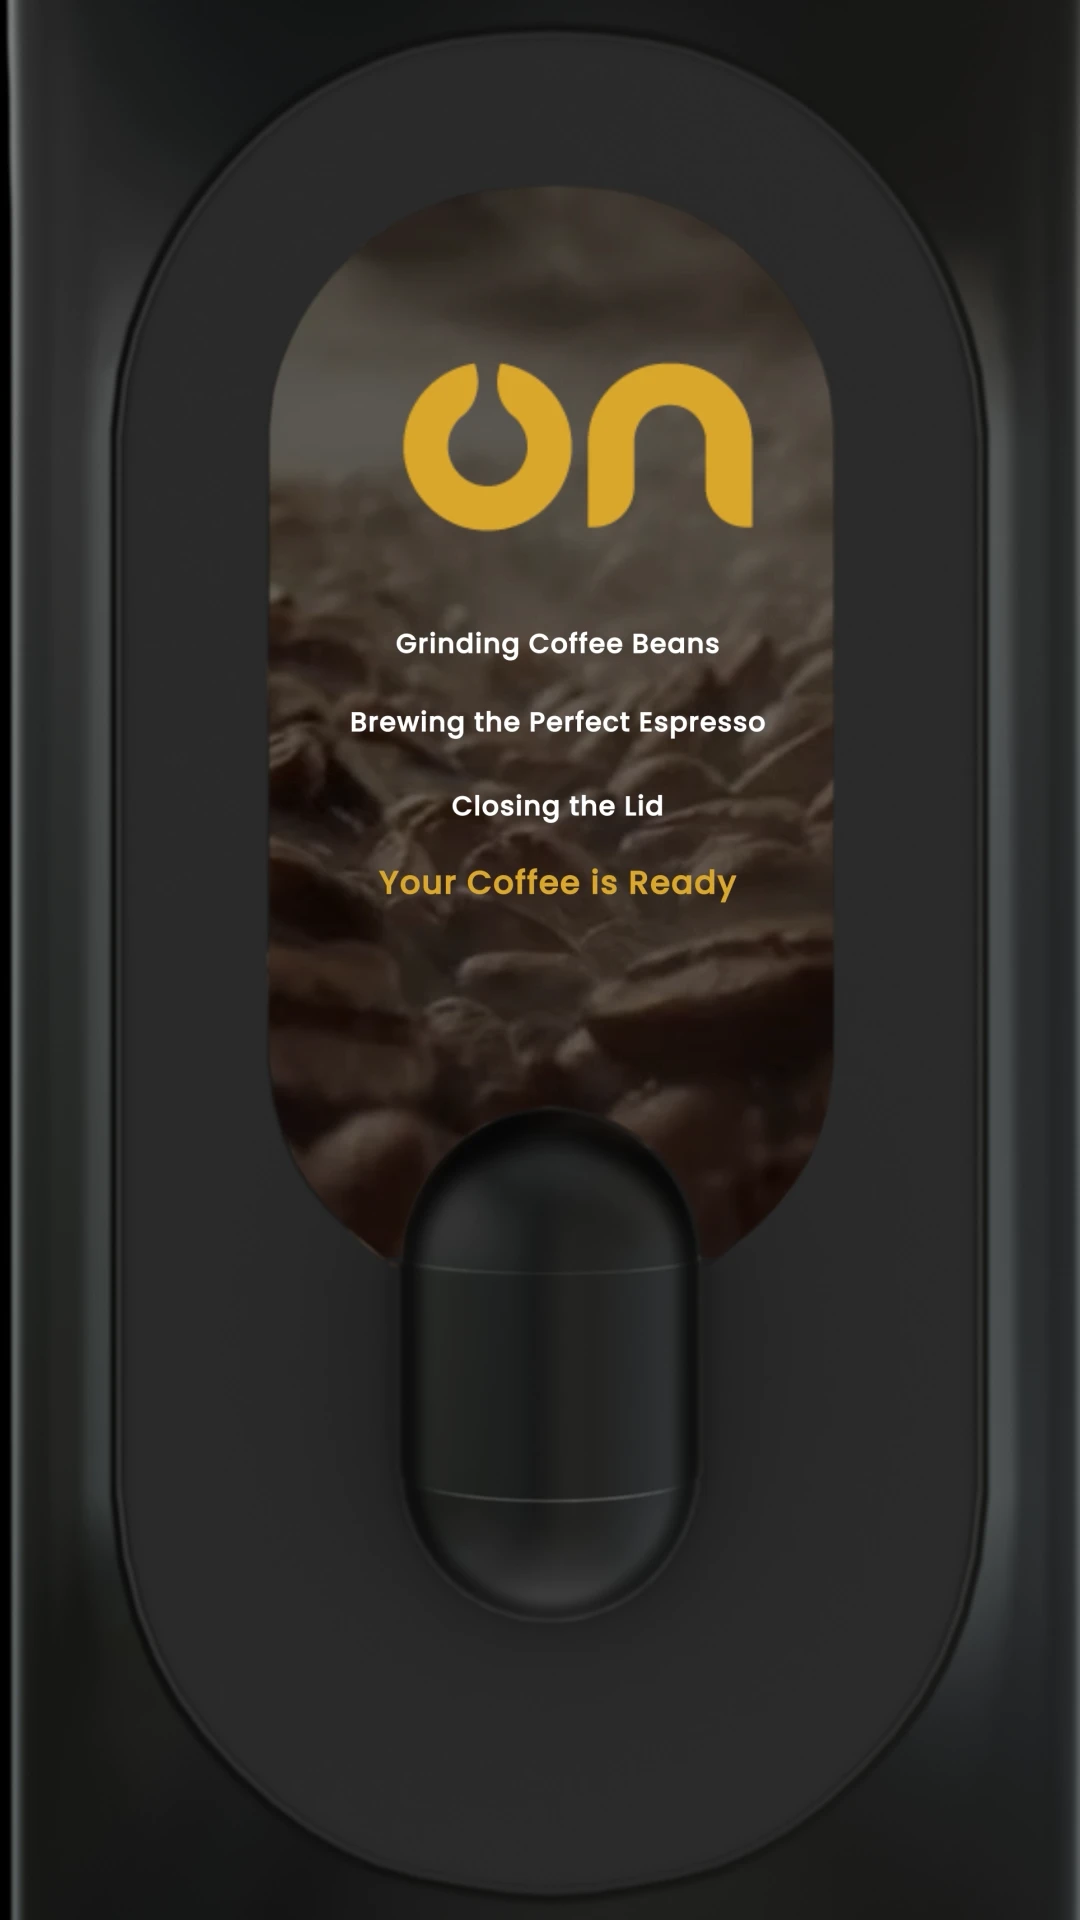 on
Grinding Coffee Beans
Brewing the Perfect Espresso
Closing the Lid
Your Coffee is Ready